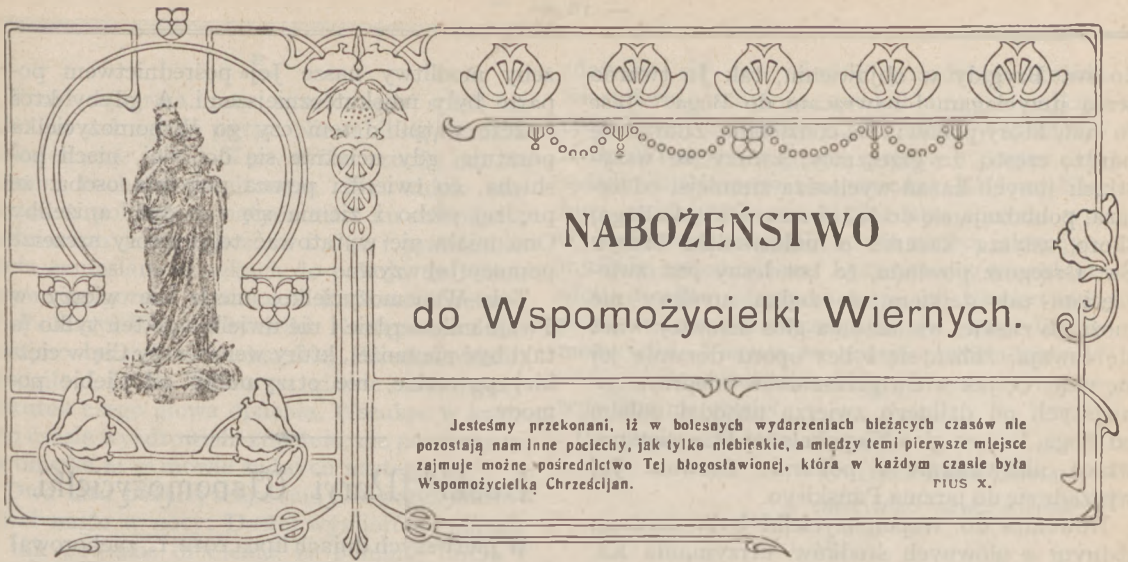 NABOŻEŃSTWO
do Wspomożycielki Wiernych.
Jesteśmy przekonani, iż w bolesnych wydarzeniach bieżących czasów nie
pozostają nam inne pociechy, jak tylko niebieskie, a między temi pierwsze miejsce
zajmuje możne pośrednictwo Tej błogosławionej, która w każdym czasie była
Wspomożycielką Chrześcijan. PIUS X.